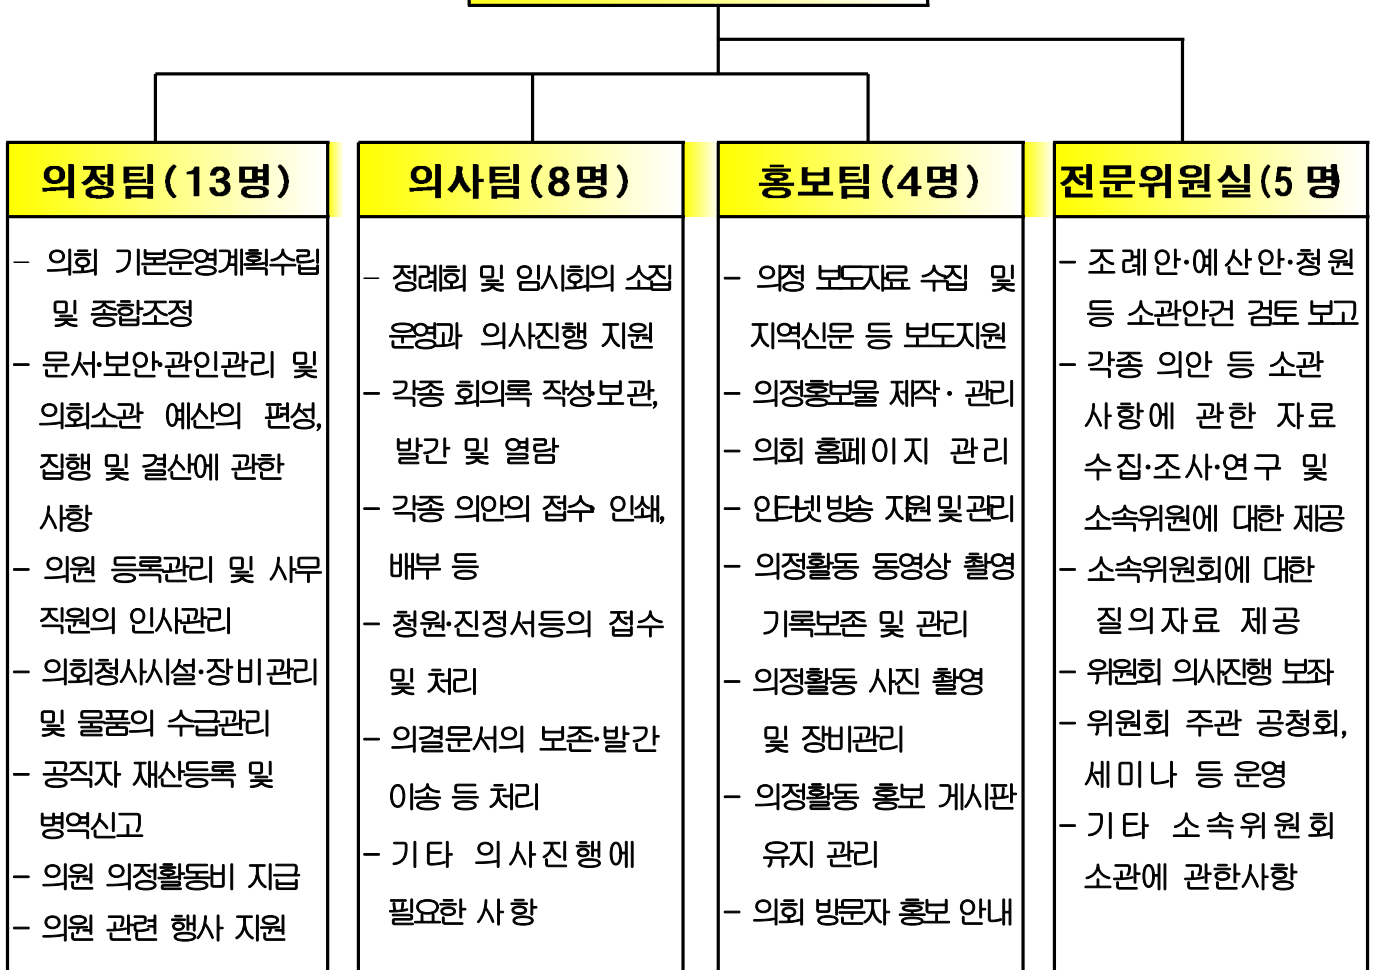 의정팀(13명)
- 의회 기본운영계획수립
및 종합조정
- 문서·보안·관인관리 및
의회소관 예산의 편성,
집행 및 결산에 관한
사항
- 의원 등록관리 및 사무
직원의 인사관리
- 의회청사시설·장비관리
및 물품의 수급관리
- 공직자 재산등록 및
병역신고
- 의원 의정활동비 지급
- 의원 관련 행사 지원
의사팀(8명)
- 정례회 및 임시회의 소집
운영과 의사진행 지원
- 각종 회의록 작성·보관,
발간 및 열람
- 각종 의안의 접수· 인쇄,
배부 등
- 청원·진정서등의 접수
및 처리
- 의결문서의 보존·발간
이송 등 처리
- 기타 의사진행에
필요한 사항
홍보팀(4명)
- 의정 보도자료 수집 및
지역신문 등 보도지원
- 의정홍보물 제작 · 관리
- 의회 홈페이지 관리
- 인터넷방송 지원및관리
- 의정활동 동영상 촬영
기록보존 및 관리
- 의정활동 사진 촬영
및 장비관리
- 의정활동 홍보 게시판
유지 관리
- 의회 방문자 홍보 안내
전문위원실(5명)
- 조례안·예산안·청원
등 소관안건 검토보고
- 각종 의안 등 소관
사항에 관한 자료
수집·조사·연구 및
소속위원에 대한 제공
- 소속위원회에 대한
질의자료 제공
- 위원회 의사진행 보좌
- 위원회 주관 공청회,
세미나 등 운영
- 기타 소속위원회
소관에 관한사항